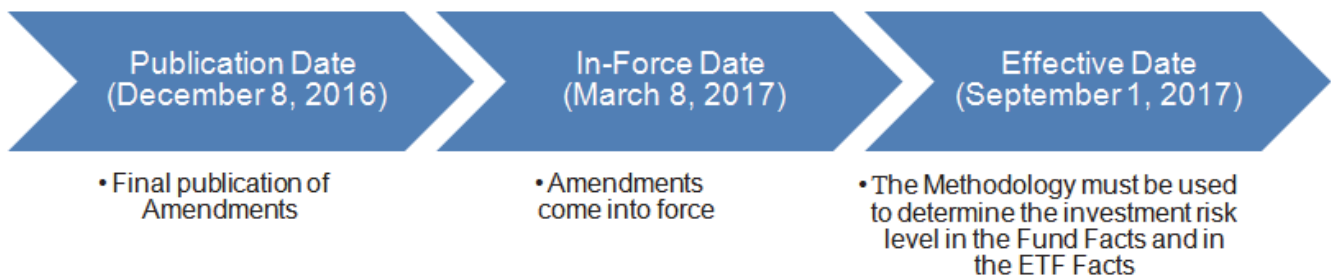 Publication Date
(December 8, 2016)
In-Force Date
(March 8, 2017)
Effective Date
(September 1, 2017)
• Final publication of
Amendments
• Amendments
come into force
• The Methodology must be used
to determine the investment risk
level in the Fund Facts and in
the ETF Facts